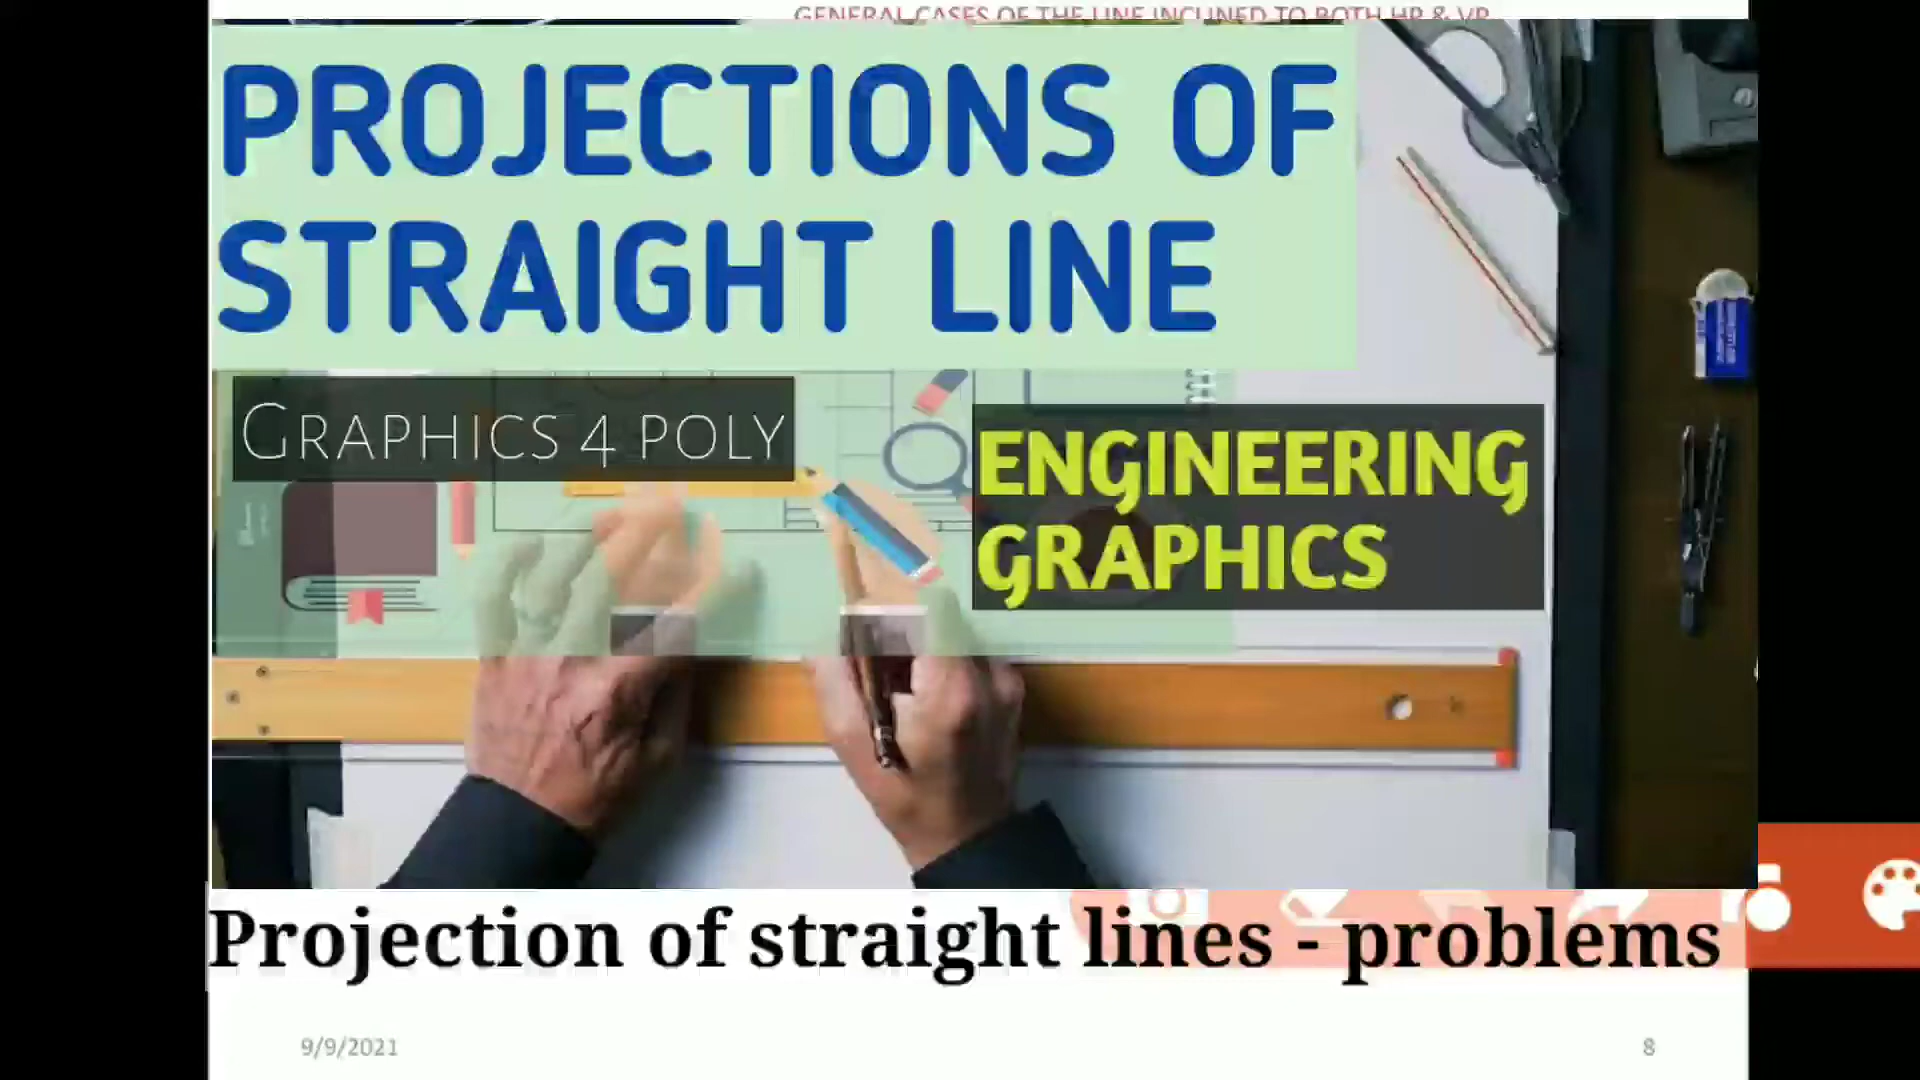 GENERAL CASES OF THE LINE INCLINED TO BOTH HP & VP
PROJECTIONS OF
STRAIGHT LINE
GRAPHICS 4 POLY
ENGINEERING
GRAPHICS
Projection of straight lines - problems
9/9/2021
8